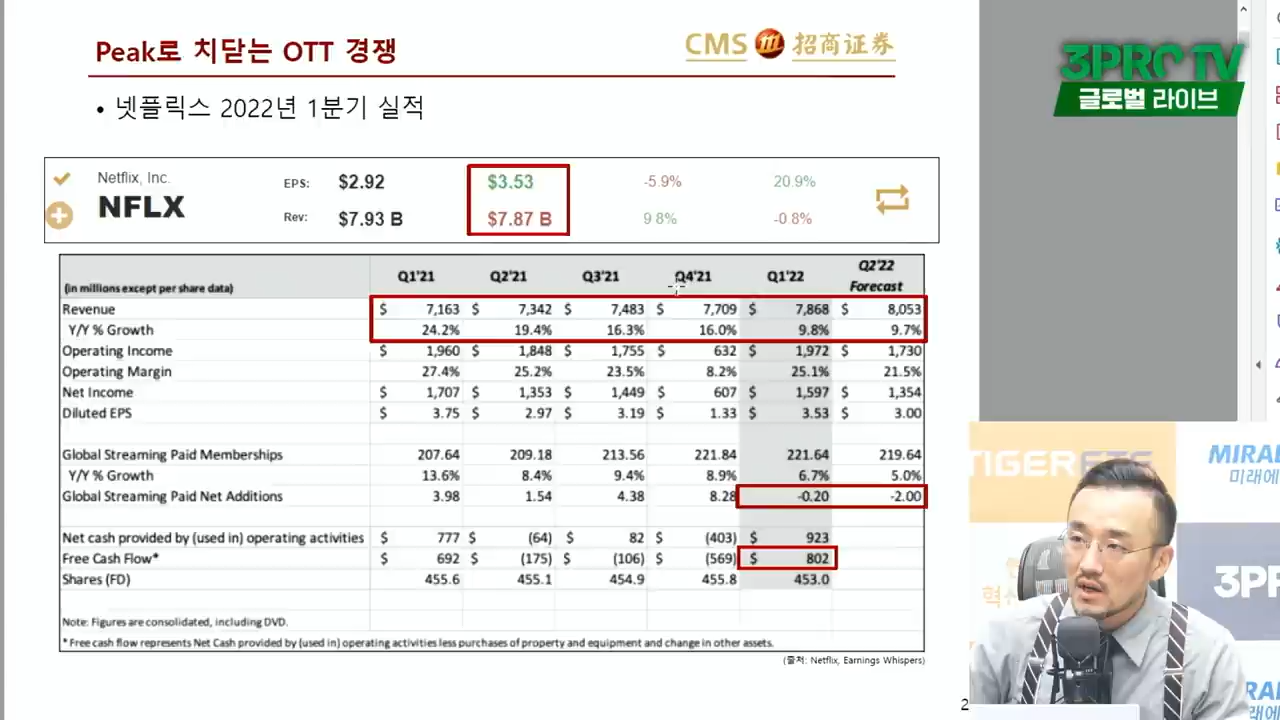 Peak로 치닫는 OTT 경쟁
CMS 招商证券
3PRO TV
글로벌 라이브
• 넷플릭스 2022년 1분기 실적
Netflix, Inc.
NFLX
EPS: $2.92 $3.53 -5.9% 20.9%
Rev: $7.93 B $7.87 B 9.8% -0.8%
(in millions except per share data) Q1'21 Q2'21 Q3'21 Q4'21 Q1'22 Q2'22 Forecast
Revenue $ 7,163 $ 7,342 $ 7,483 $ 7,709 $ 7,868 $ 8,053
Y/Y % Growth 24.2% 19.4% 16.3% 16.0% 9.8% 9.7%
Operating Income $ 1,960 $ 1,848 $ 1,755 $ 632 $ 1,972 $ 1,730
Operating Margin 27.4% 25.2% 23.5% 8.2% 25.1% 21.5%
Net Income $ 1,707 $ 1,353 $ 1,449 $ 607 $ 1,597 $ 1,354
Diluted EPS $ 3.75 $ 2.97 $ 3.19 $ 1.33 $ 3.53 $ 3.00
Global Streaming Paid Memberships 207.64 209.18 213.56 221.84 221.64 219.64
Y/Y % Growth 13.6% 8.4% 9.4% 8.9% 6.7% 5.0%
Global Streaming Paid Net Additions 3.98 1.54 4.38 8.28 -0.20 -2.00
Net cash provided by (used in) operating activities $ 777 $ (64) $ 82 $ (403) $ 923
Free Cash Flow* $ 692 $ (175) $ (106) $ (569) $ 802
Shares (FD) 455.6 455.1 454.9 455.8 453.0
Note: Figures are consolidated, including DVD.
* Free cash flow represents Net Cash provided by (used in) operating activities less purchases of property and equipment and change in other assets.
(출처: Netflix, Earnings Whispers)
2
TIGER ETF
MIRAE
미래에
3PR
혁신
MIRAE
미래에